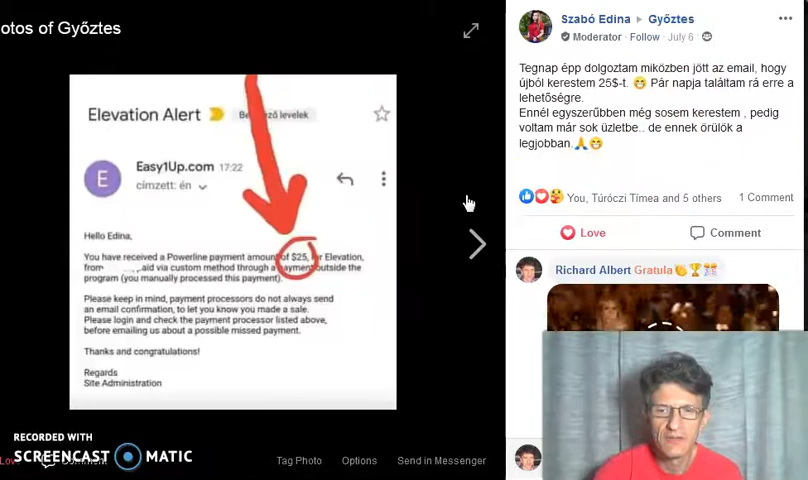 otos of Győztes
Elevation Alert
Be ező levelek
Easy1Up.com 17:22
címzett: én
Hello Edina,
You have received a Powerline payment amount of $25, for Elevation,
from aid via custom method through a payment outside the
program (you manually processed this payment).
Please keep in mind, payment processors do not always send
an email confirmation, to let you know you made a sale.
Please login and check the payment processor listed above,
before emailing us about a possible missed payment.
Thanks and congratulations!
Regards
Site Administration
RECORDED WITH
SCREENCAST MATIC
Tag Photo Options Send in Messenger
Szabó Edina Győztes
Moderator · Follow · July 6 ·
Tegnap épp dolgoztam miközben jött az email, hogy
újból kerestem 25$-t. Pár napja találtam rá erre a
lehetőségre.
Ennél egyszerűbben még sosem kerestem , pedig
voltam már sok üzletbe.. de ennek örülök a
legjobban.
You, Túróczi Tímea and 5 others 1 Comment
Love Comment
Richard Albert Gratula